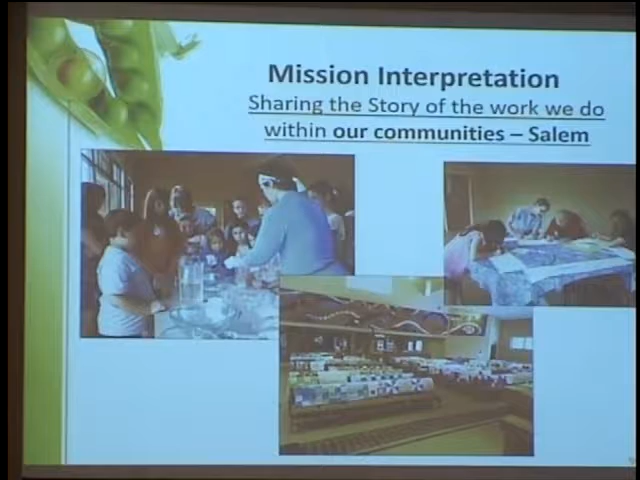 Mission Interpretation
Sharing the Story of the work we do
within our communities – Salem